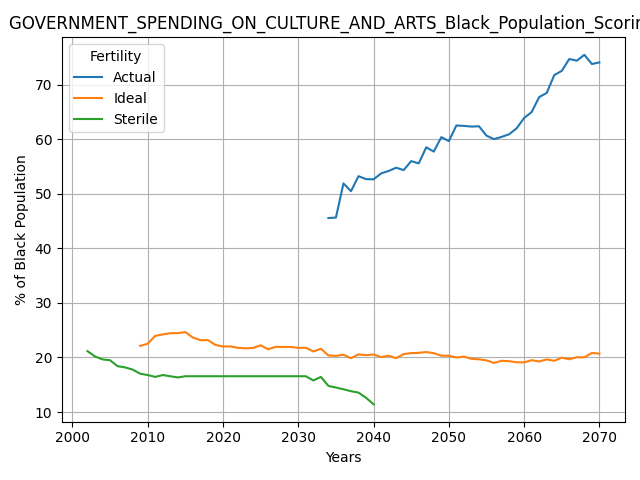 GOVERNMENT_SPENDING_ON_CULTURE_AND_ARTS_Black_Population_Scorin
Fertility
Actual
Ideal
Sterile
% of Black Population
70
60
50
40
30
20
10
2000 2010 2020 2030 2040 2050 2060 2070
Years